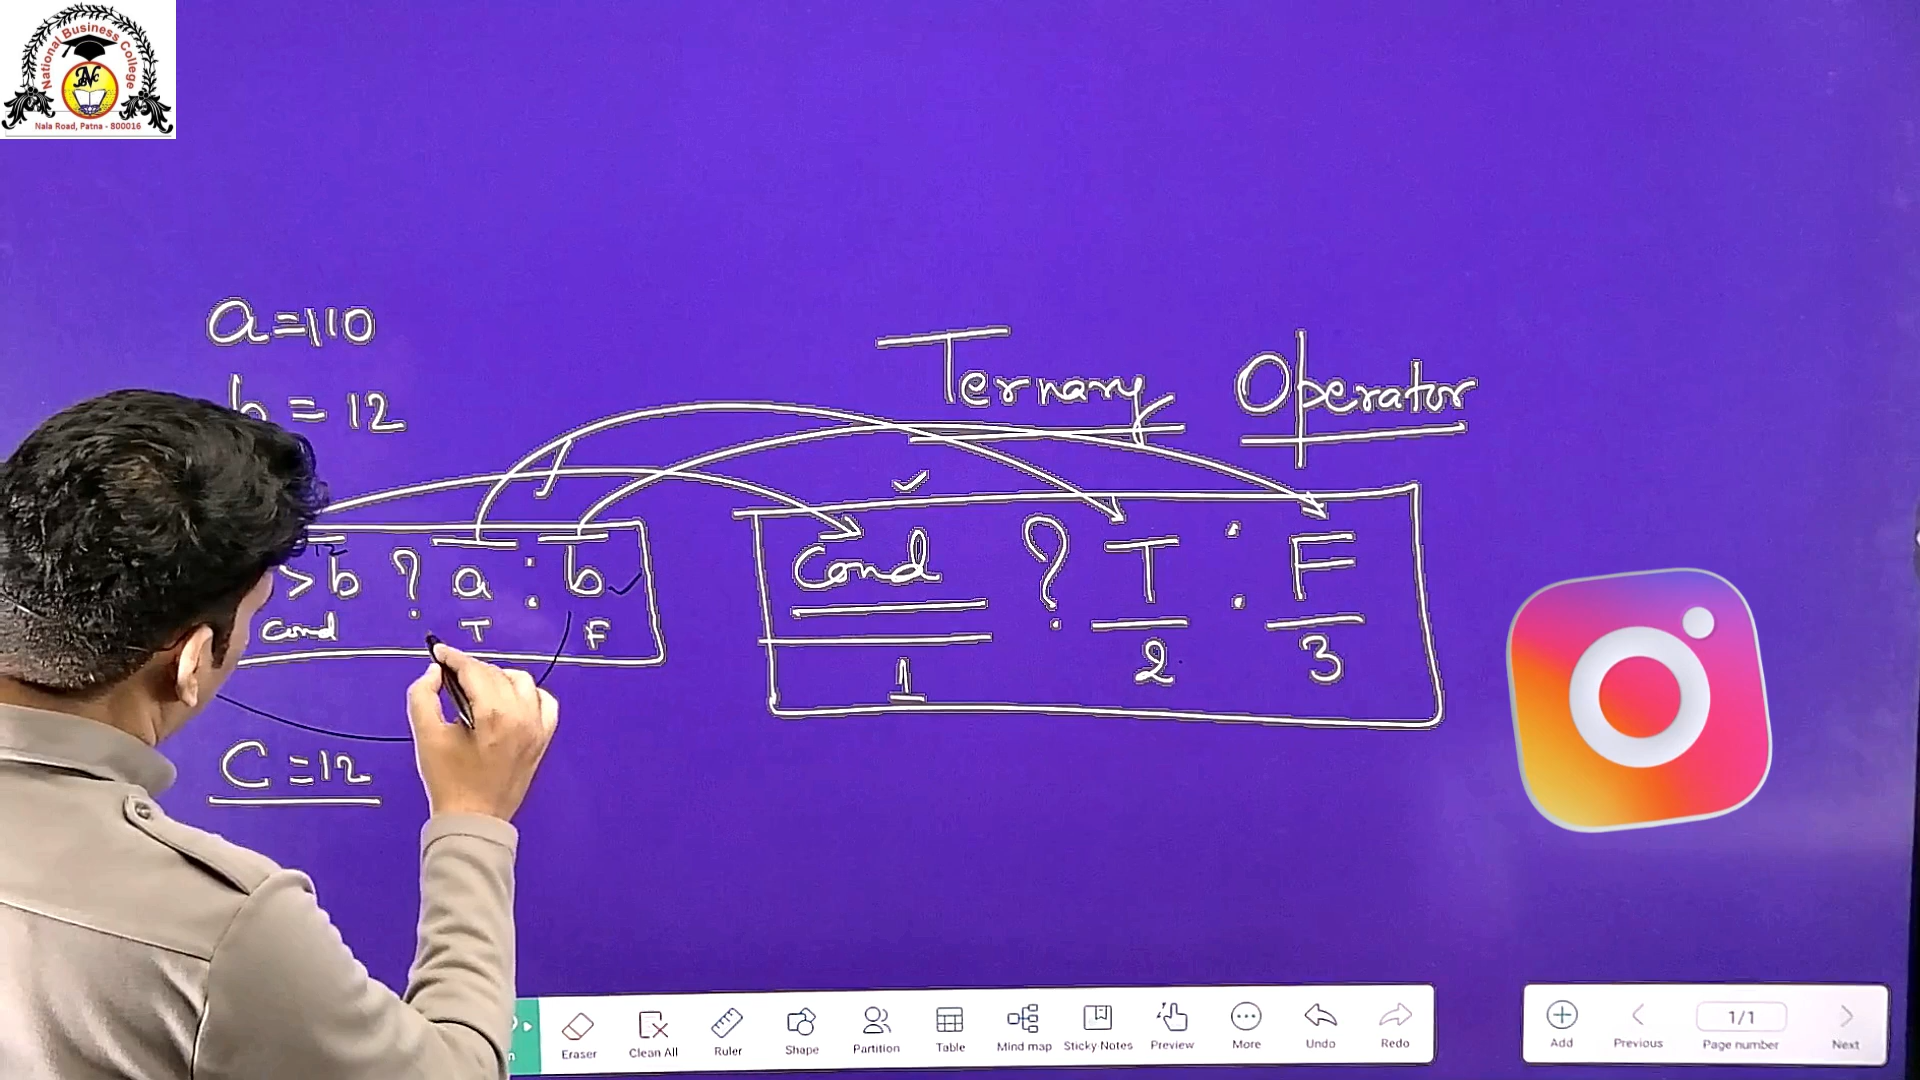 National Business College
Nala Road, Patna - 800016
a=110
b = 12
Ternary Operator
12
>b ? a : b
Cond T F
Cond ? T : F
1 2 3
C=12
Eraser
Clean All
Ruler
Shape
Partition
Table
Mind map
Sticky Notes
Preview
More
Undo
Redo
Add
Previous
1/1
Page number
Next